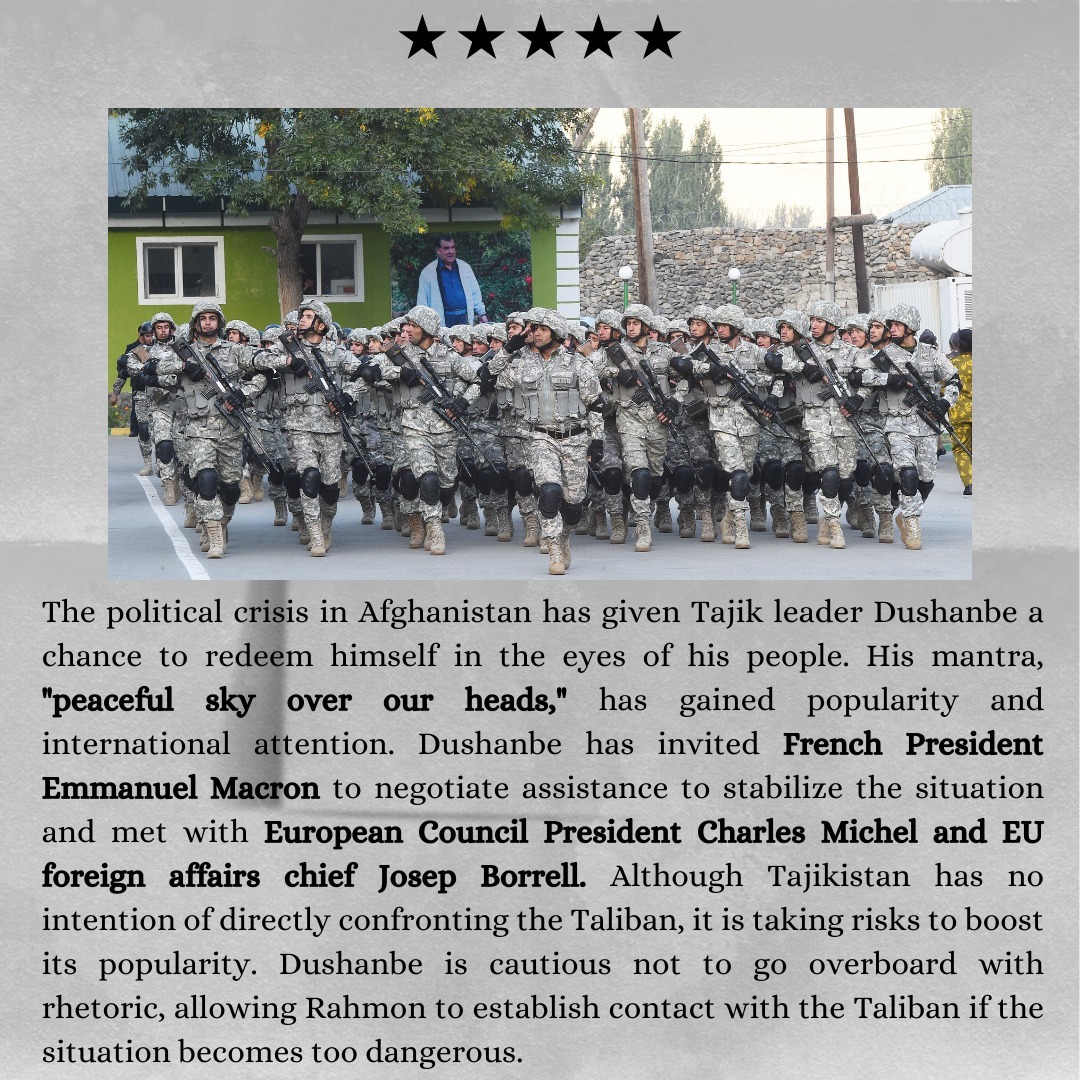 The political crisis in Afghanistan has given Tajik leader Dushanbe a
chance to redeem himself in the eyes of his people. His mantra,
"peaceful sky over our heads," has gained popularity and
international attention. Dushanbe has invited French President
Emmanuel Macron to negotiate assistance to stabilize the situation
and met with European Council President Charles Michel and EU
foreign affairs chief Josep Borrell. Although Tajikistan has no
intention of directly confronting the Taliban, it is taking risks to boost
its popularity. Dushanbe is cautious not to go overboard with
rhetoric, allowing Rahmon to establish contact with the Taliban if the
situation becomes too dangerous.